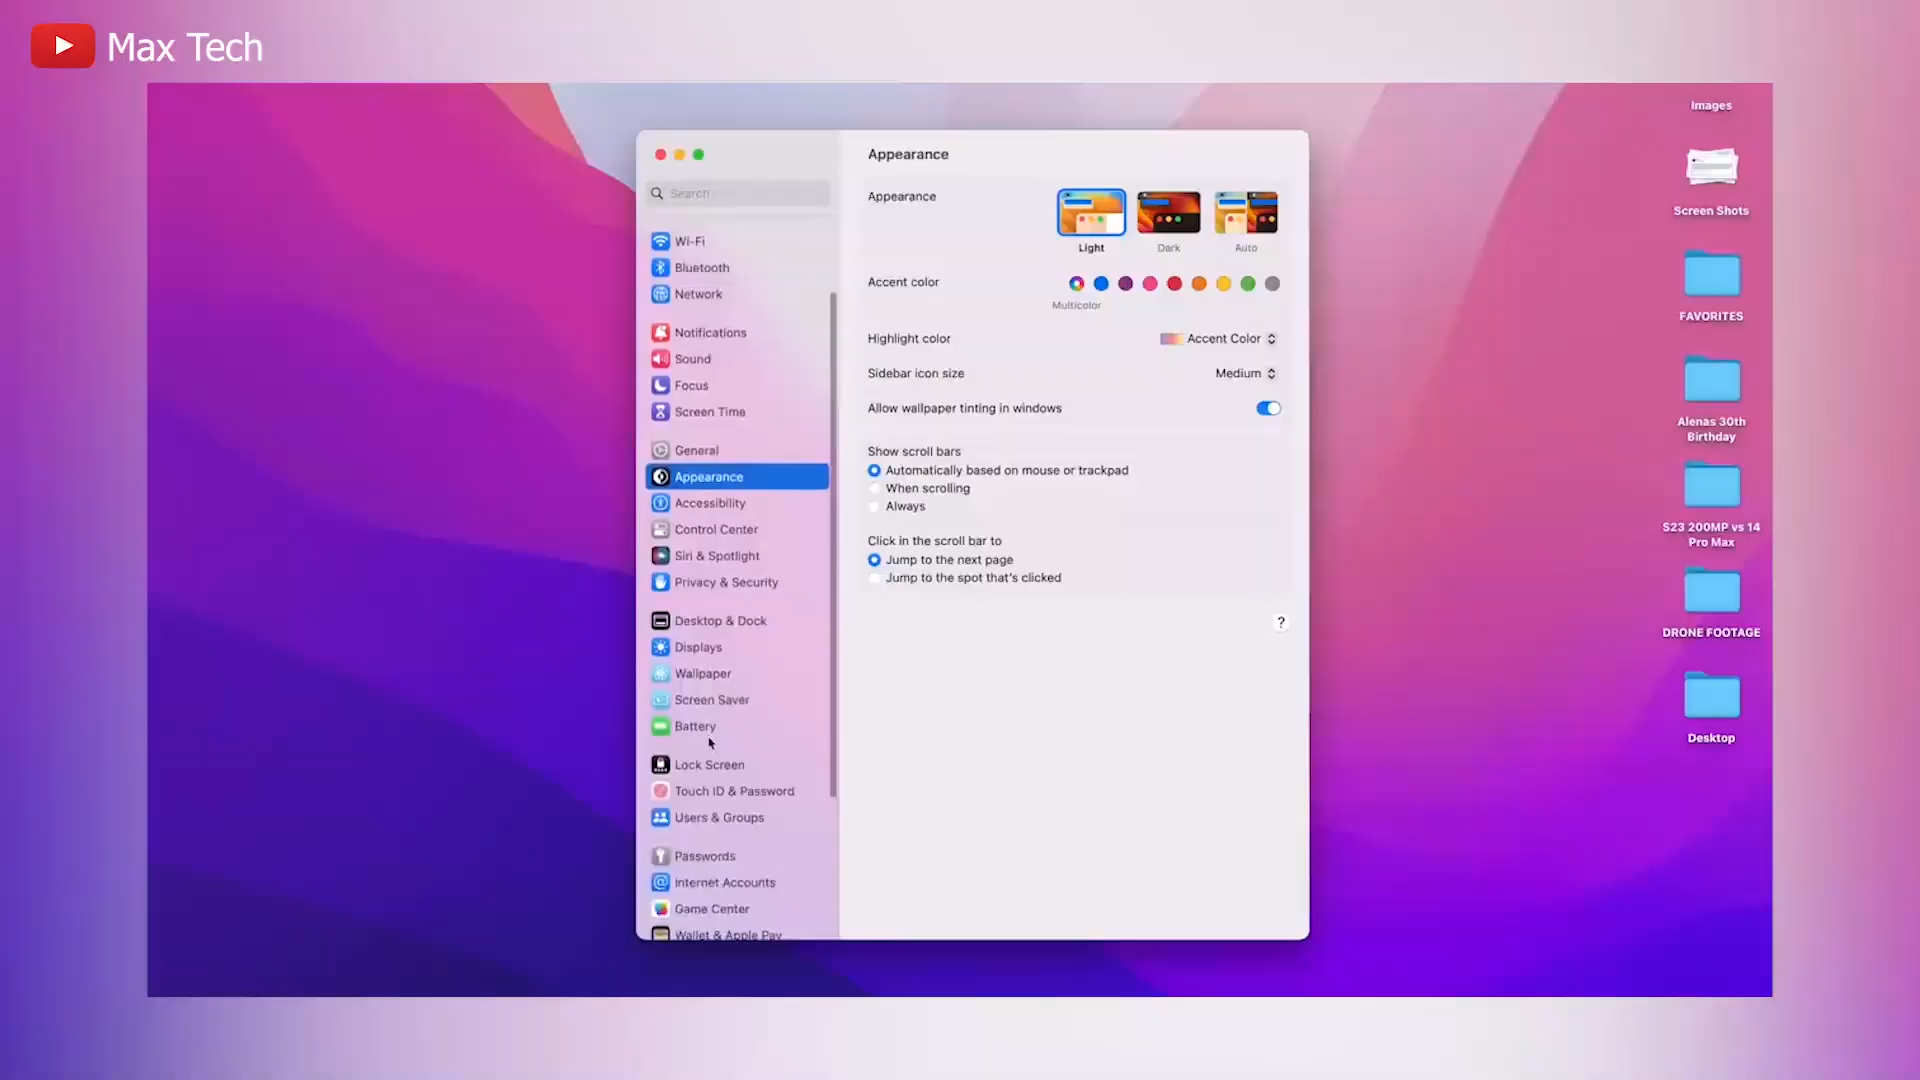 Max Tech
Images
Screen Shots
FAVORITES
Alenas 30th
Birthday
S23 200MP vs 14
Pro Max
DRONE FOOTAGE
Desktop
Search
Wi-Fi
Bluetooth
Network
Notifications
Sound
Focus
Screen Time
General
Appearance
Accessibility
Control Center
Siri & Spotlight
Privacy & Security
Desktop & Dock
Displays
Wallpaper
Screen Saver
Battery
Lock Screen
Touch ID & Password
Users & Groups
Passwords
Internet Accounts
Game Center
Wallet & Apple Pay
Appearance
Appearance
Light
Dark
Auto
Accent color
Multicolor
Highlight color
Accent Color
Sidebar icon size
Medium
Allow wallpaper tinting in windows
Show scroll bars
Automatically based on mouse or trackpad
When scrolling
Always
Click in the scroll bar to
Jump to the next page
Jump to the spot that's clicked
?